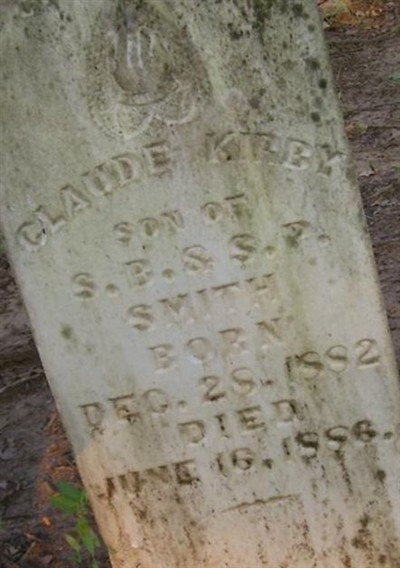 CLAUDE KIRBY
SON OF
S.B. & S.P.
SMITH
BORN
DEC. 28. 1882
DIED
JUNE 16. 1886.